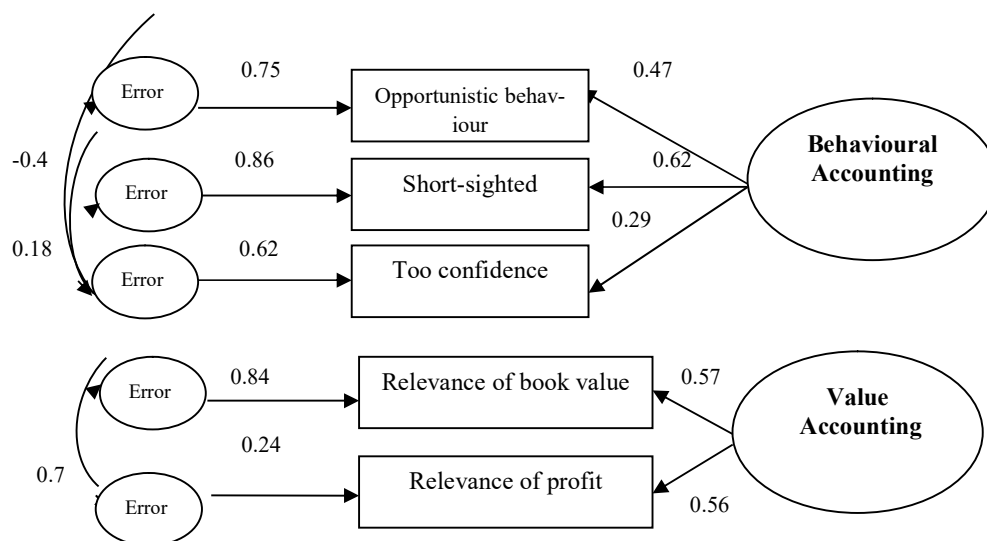 0.75
0.47
Error
Opportunistic behav-
iour
Behavioural
Accounting
-0.4
0.86
0.62
Error
Short-sighted
0.29
0.18
0.62
Error
Too confidence
0.84
0.57
Error
Relevance of book value
Value
Accounting
0.24
0.7
Error
Relevance of profit
0.56